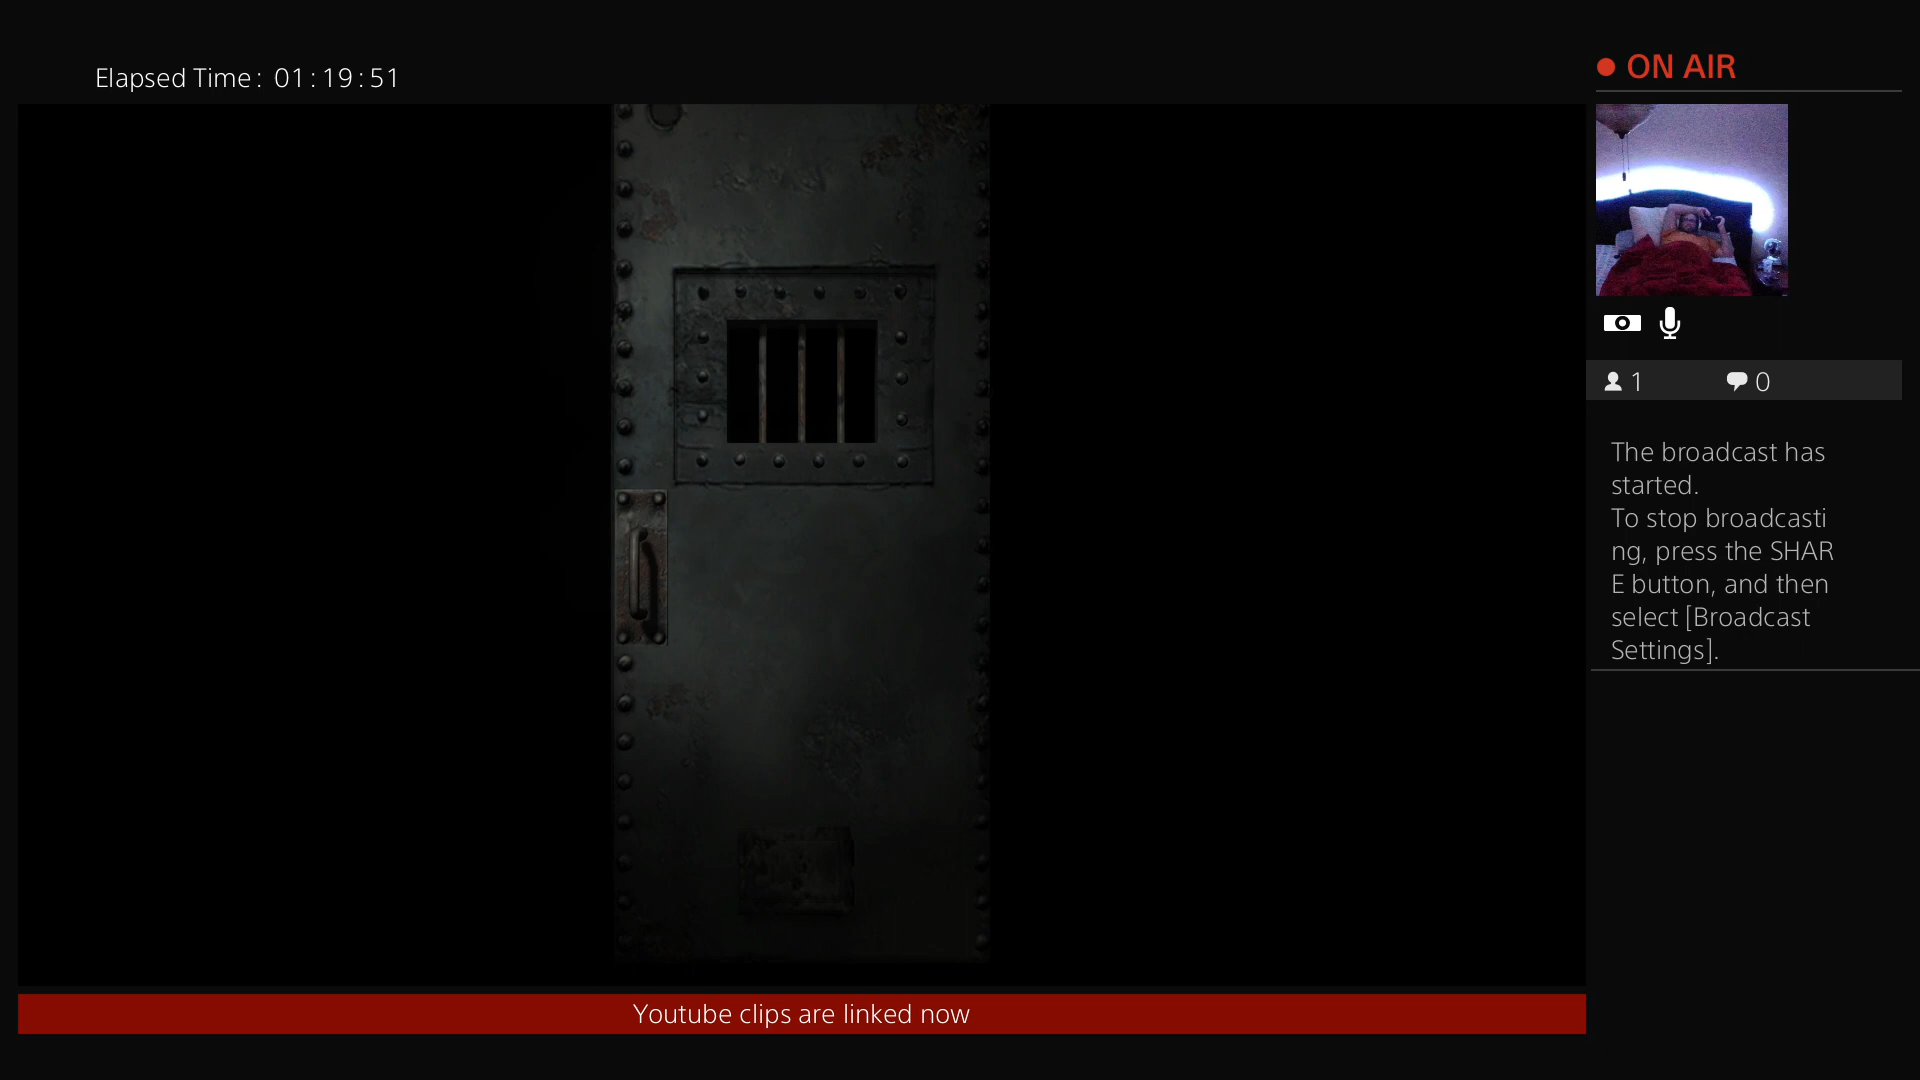 Elapsed Time: 01:19:51
ON AIR
1
0
The broadcast has
started.
To stop broadcasti
ng, press the SHAR
E button, and then
select [Broadcast
Settings].
Youtube clips are linked now